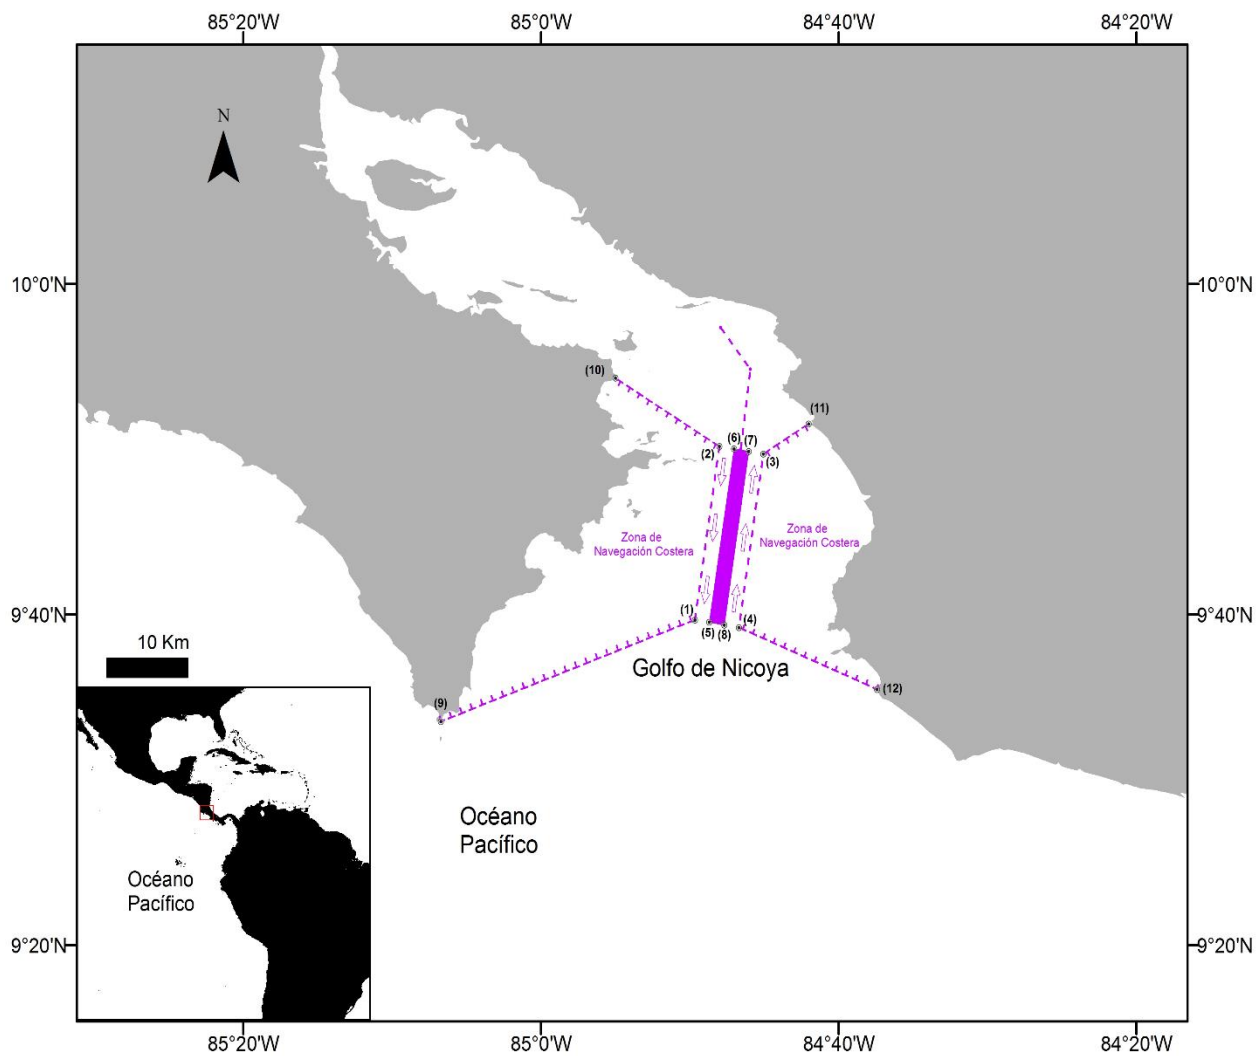 85°20'W
85°0'W
84°40'W
84°20'W
N
10°0'N
10°0'N
(10)
(11)
(6)
(7)
(2)
(3)
Zona de
Navegación Costera
Zona de
Navegación Costera
9°40'N
9°40'N
(1)
(5)
(8)
(4)
10 Km
Golfo de Nicoya
(12)
(9)
Océano
Pacífico
Océano
Pacífico
9°20'N
9°20'N
85°20'W
85°0'W
84°40'W
84°20'W